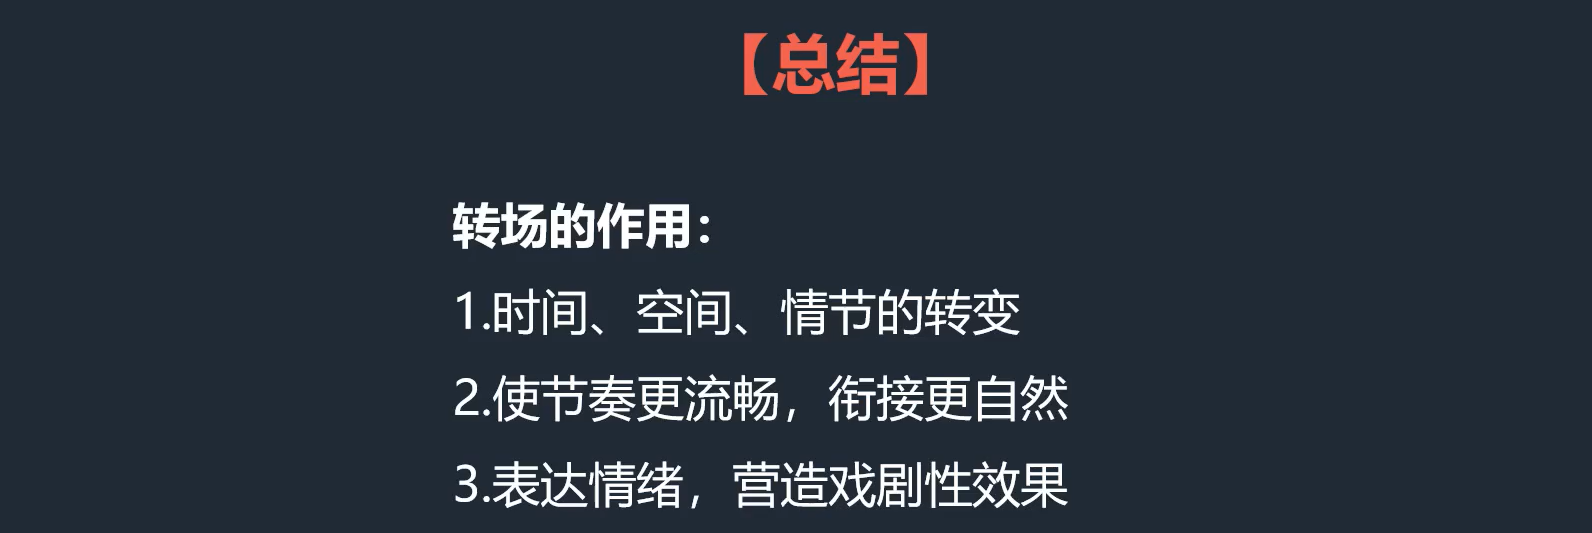 【总结】
转场的作用：
1.时间、空间、情节的转变
2.使节奏更流畅，衔接更自然
3.表达情绪，营造戏剧性效果